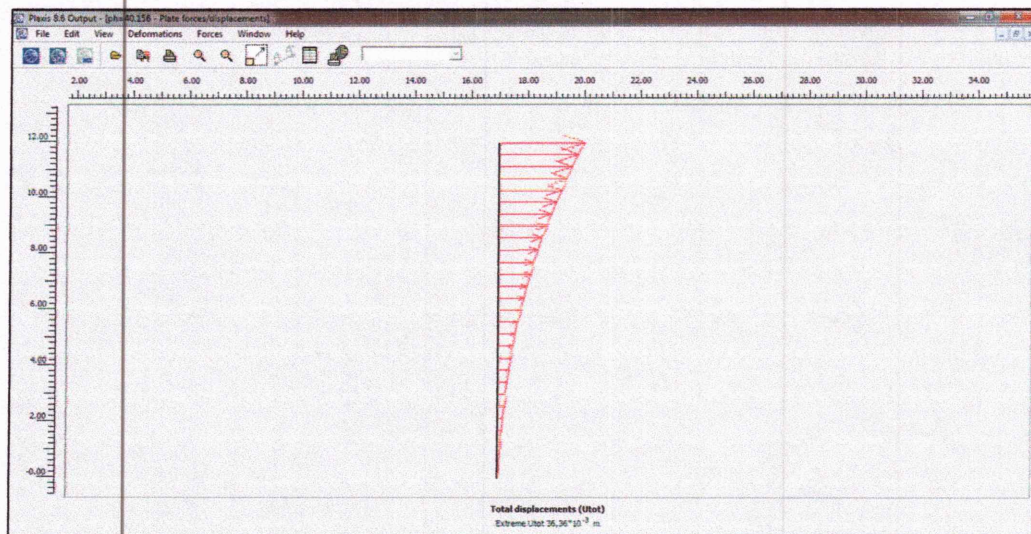 Plaxis 8.6 Output - [ph=40.156 - Plate forces/displacements]
File Edit View Deformations Forces Window Help
2.00 4.00 6.00 8.00 10.00 12.00 14.00 16.00 18.00 20.00 22.00 24.00 26.00 28.00 30.00 32.00 34.00
12.00
10.00
8.00
6.00
4.00
2.00
-0.00
Total displacements (Utot)
Extreme Utot 36,36*10⁻³ m